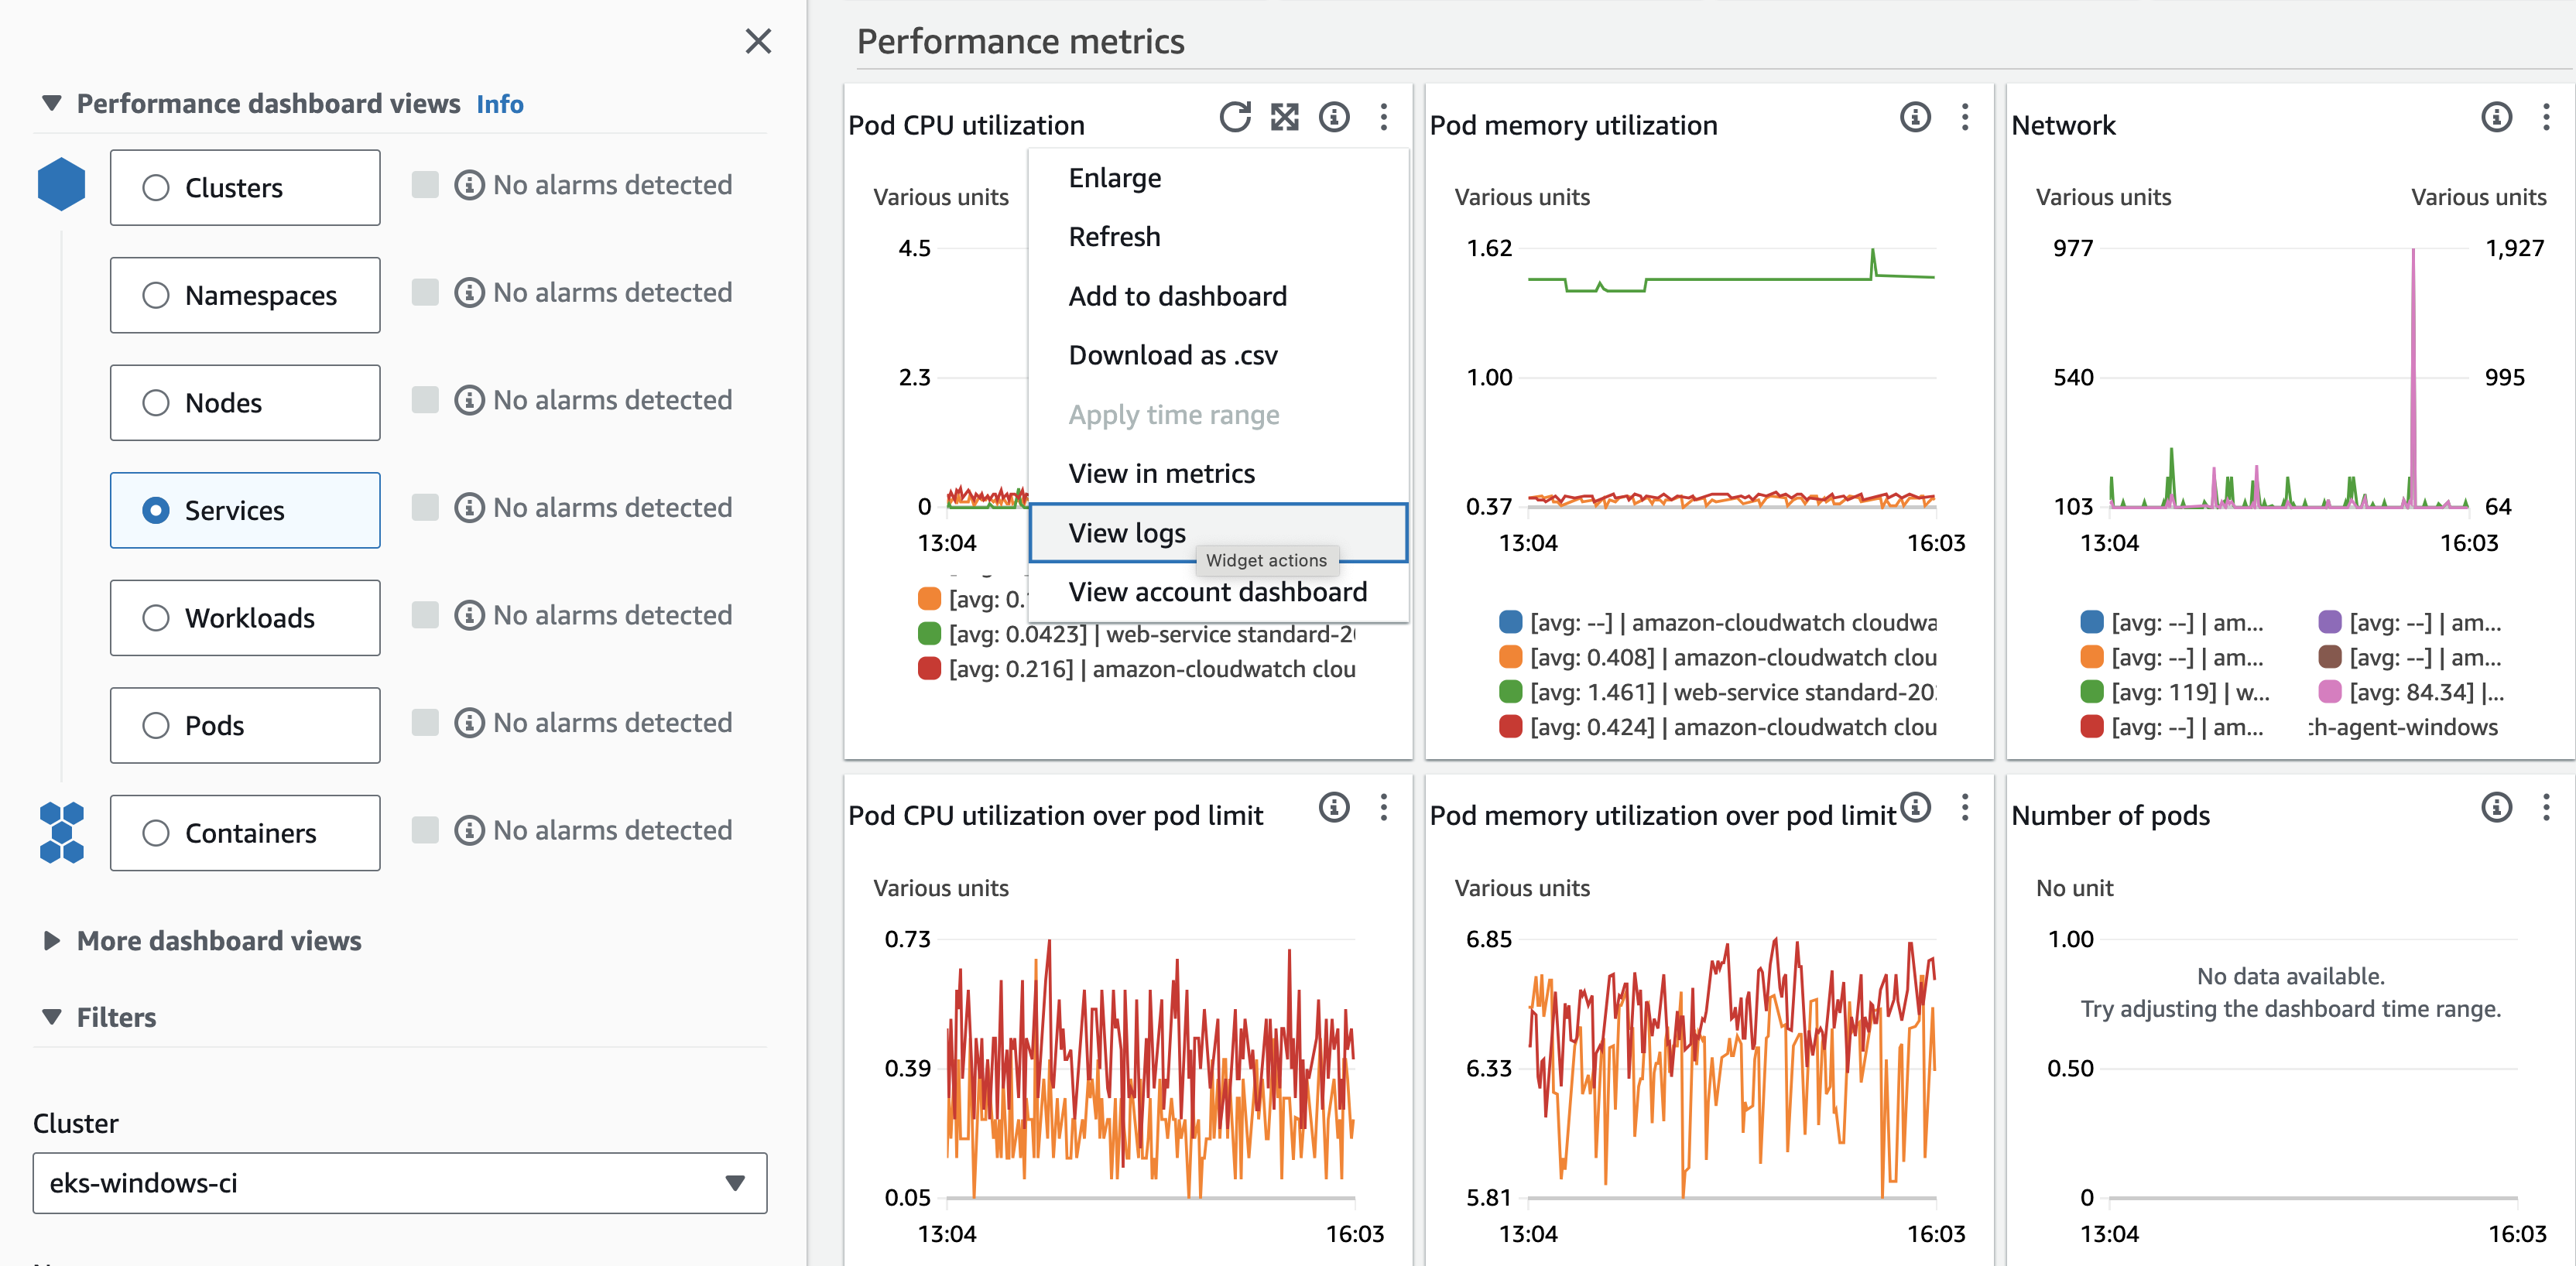 Performance dashboard views Info
Clusters
No alarms detected
Namespaces
No alarms detected
Nodes
No alarms detected
Services
No alarms detected
Workloads
No alarms detected
Pods
No alarms detected
Containers
No alarms detected
More dashboard views
Filters
Cluster
eks-windows-ci
Performance metrics
Pod CPU utilization
Various units
4.5
2.3
0
13:04
[avg: 0.
[avg: 0.0423] | web-service standard-2
[avg: 0.216] | amazon-cloudwatch clou
Enlarge
Refresh
Add to dashboard
Download as .csv
Apply time range
View in metrics
View logs
Widget actions
View account dashboard
Pod memory utilization
Various units
1.62
1.00
0.37
13:04
16:03
[avg: --] | amazon-cloudwatch cloudwa
[avg: 0.408] | amazon-cloudwatch clou
[avg: 1.461] | web-service standard-20
[avg: 0.424] | amazon-cloudwatch clou
Network
Various units
Various units
977
1,927
540
995
103
64
13:04
16:03
[avg: --] | am...
[avg: --] | am...
[avg: --] | am...
[avg: --] | am...
[avg: 119] | w...
[avg: 84.34] |...
[avg: --] | am...
h-agent-windows
Pod CPU utilization over pod limit
Various units
0.73
0.39
0.05
13:04
16:03
Pod memory utilization over pod limit
Various units
6.85
6.33
5.81
13:04
16:03
Number of pods
No unit
1.00
No data available.
Try adjusting the dashboard time range.
0.50
0
13:04
16:03